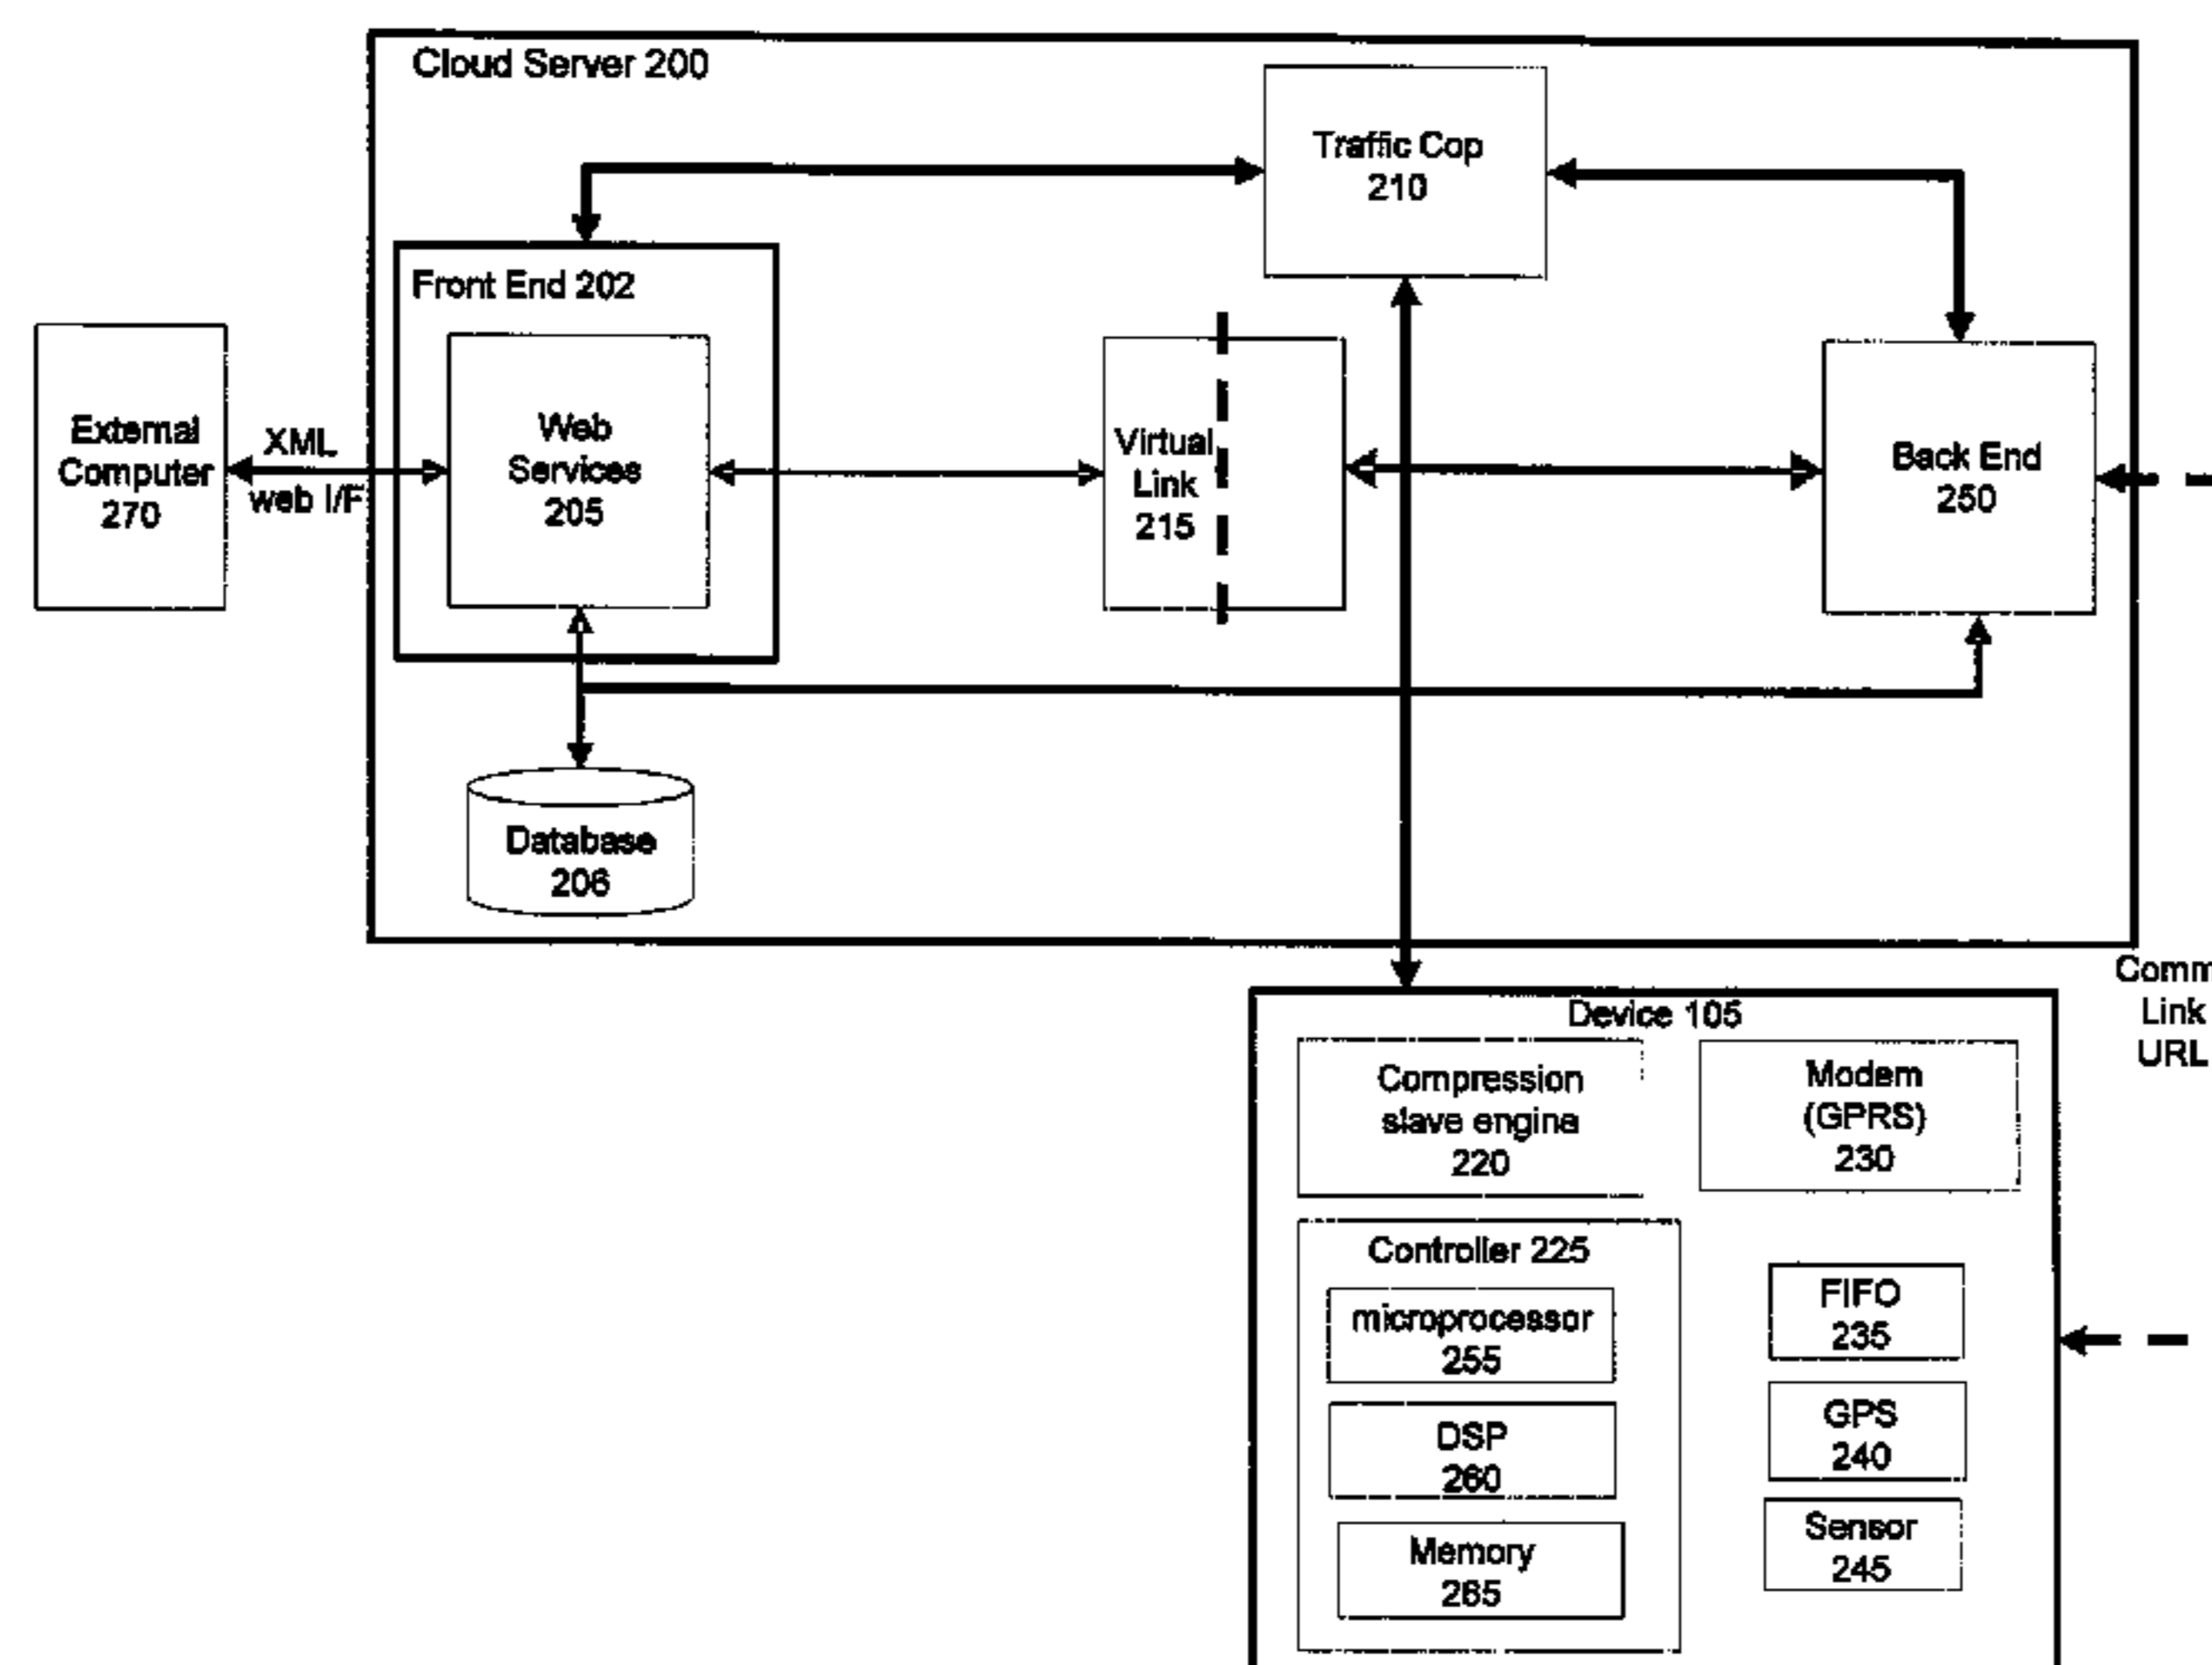 Cloud Server 200
Traffic Cop
210
Front End 202
External
Computer
270
XML
web I/F
Web
Services
205
Virtual
Link
215
Back End
250
Database
206
Comm
Link
URL
Device 105
Compression
slave engine
220
Modem
(GPRS)
230
Controller 225
microprocessor
255
DSP
260
Memory
265
FIFO
235
GPS
240
Sensor
245